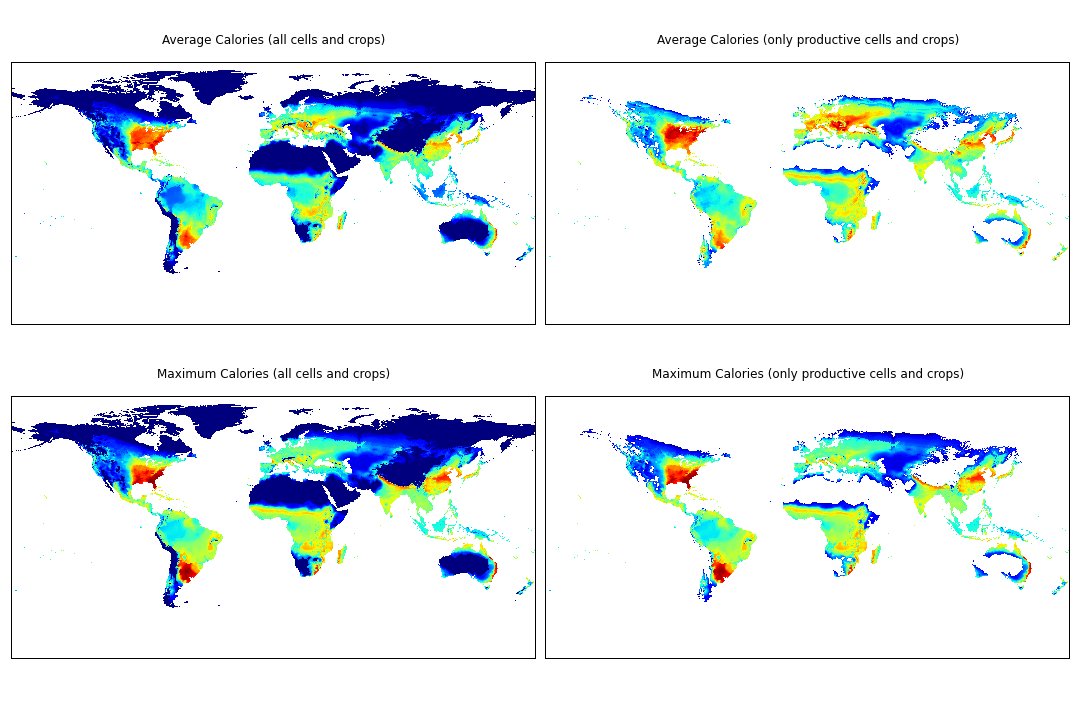 Average Calories (all cells and crops)
Average Calories (only productive cells and crops)
Maximum Calories (all cells and crops)
Maximum Calories (only productive cells and crops)